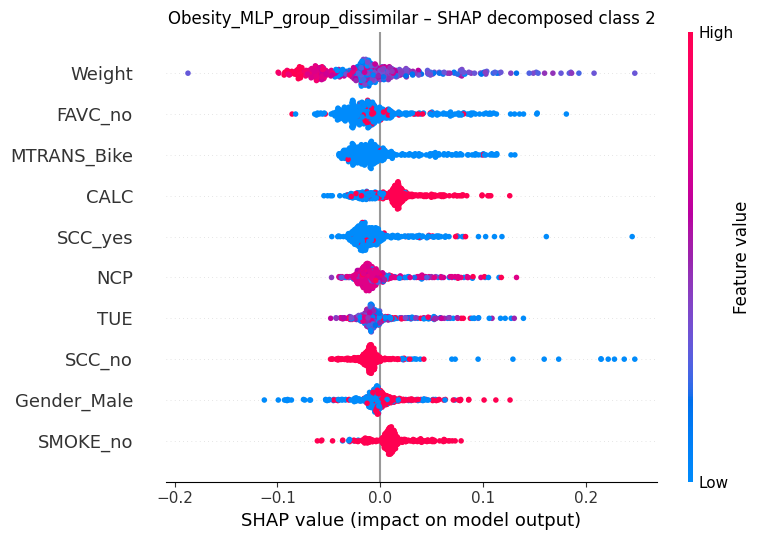 Obesity_MLP_group_dissimilar – SHAP decomposed class 2
High
Weight
FAVC_no
MTRANS_Bike
CALC
SCC_yes
NCP
TUE
SCC_no
Gender_Male
SMOKE_no
Feature value
Low
−0.2 −0.1 0.0 0.1 0.2
SHAP value (impact on model output)